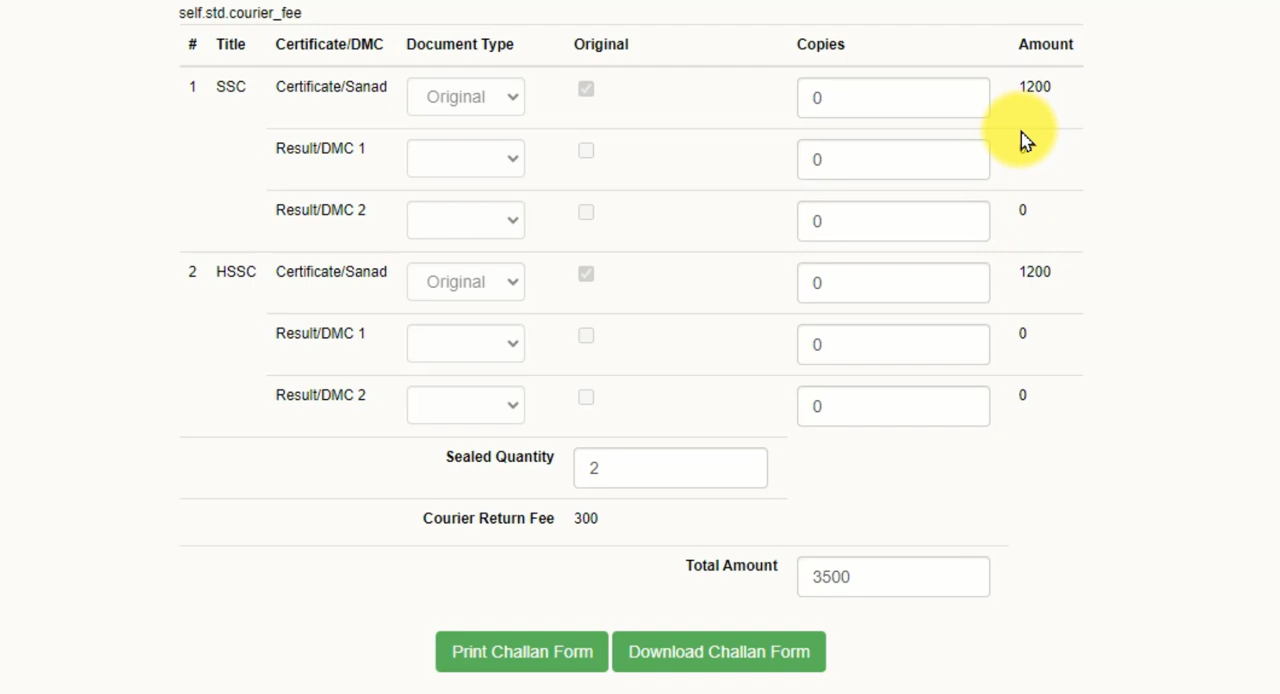 self.std.courier_fee
# Title Certificate/DMC Document Type Original Copies Amount
1 SSC Certificate/Sanad Original 0 1200
Result/DMC 1 0
Result/DMC 2 0 0
2 HSSC Certificate/Sanad Original 0 1200
Result/DMC 1 0 0
Result/DMC 2 0 0
Sealed Quantity 2
Courier Return Fee 300
Total Amount 3500
Print Challan Form Download Challan Form